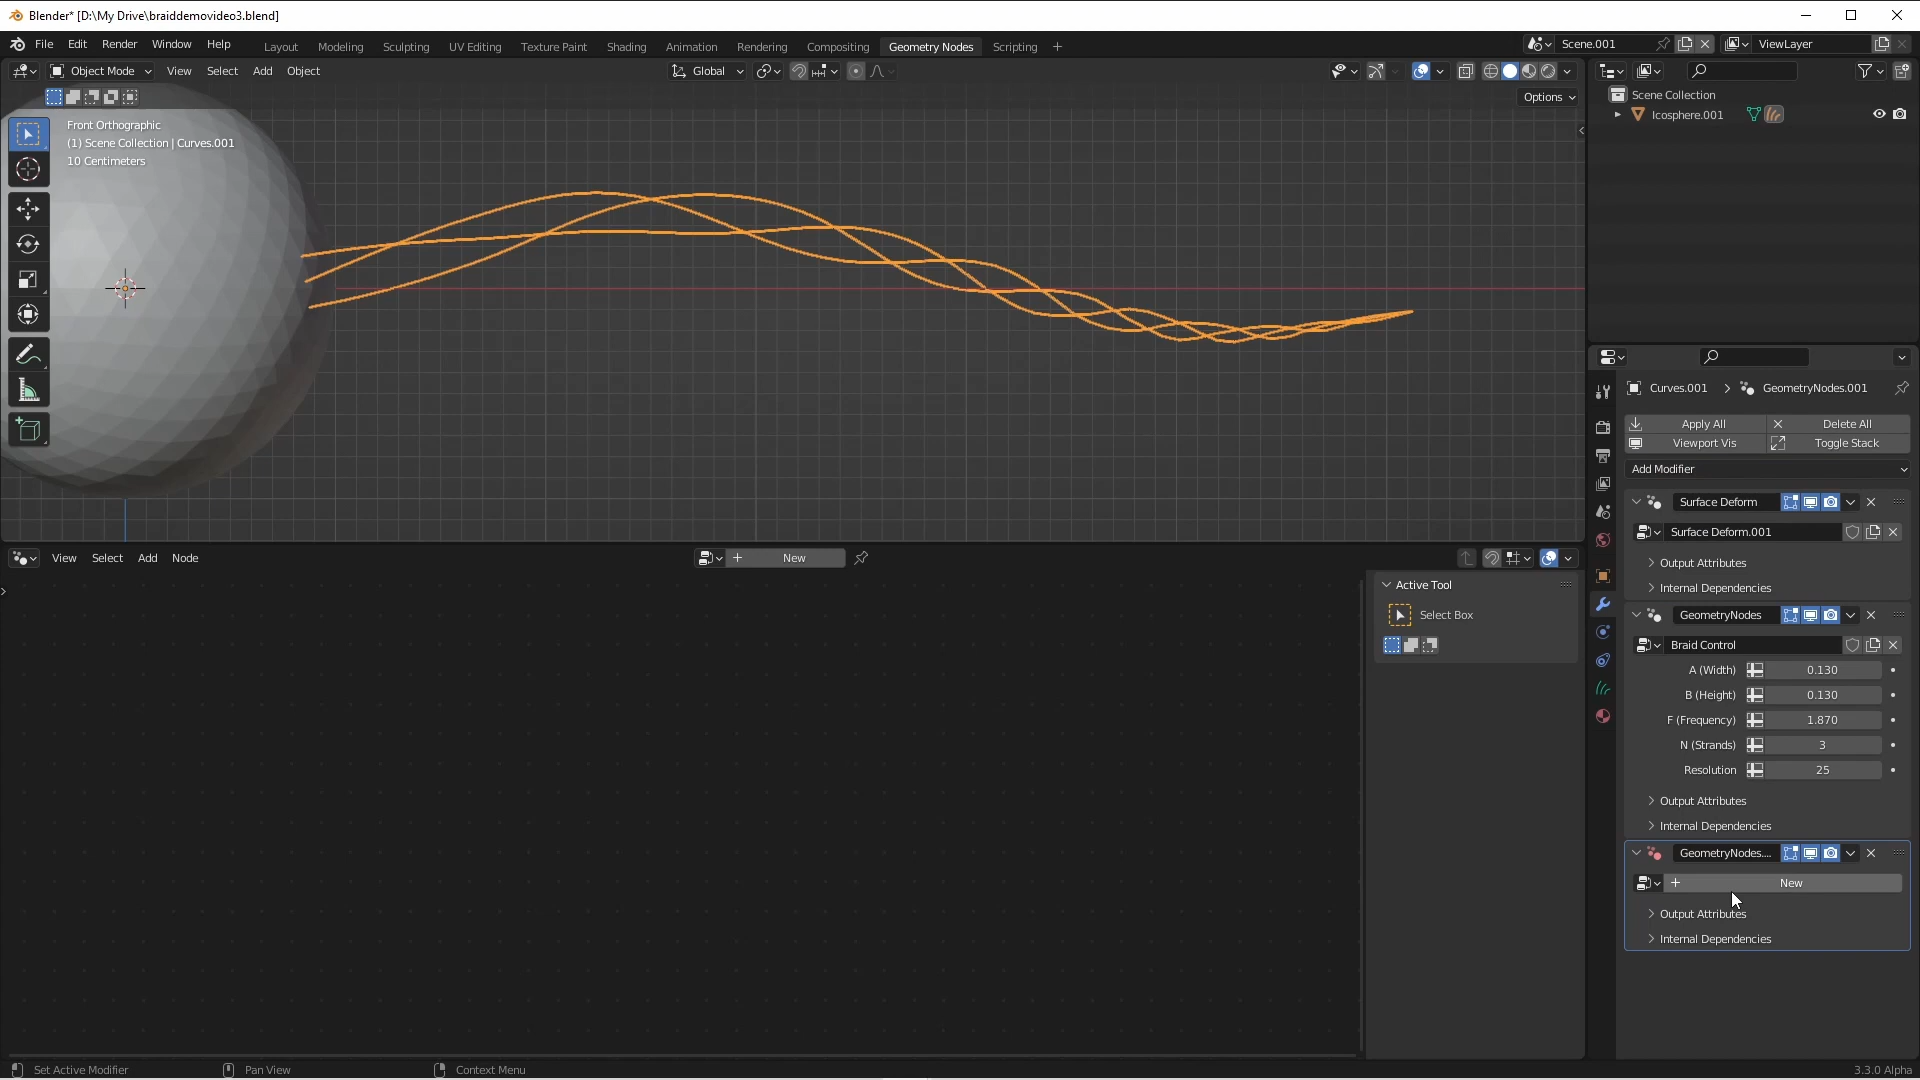 Blender* [D:\My Drive\braiddemovideo3.blend]
File Edit Render Window Help Layout Modeling Sculpting UV Editing Texture Paint Shading Animation Rendering Compositing Geometry Nodes Scripting + Scene.001 ViewLayer
Object Mode View Select Add Object Global
Options
Front Orthographic
(1) Scene Collection | Curves.001
10 Centimeters
Scene Collection
Icosphere.001
Curves.001 > GeometryNodes.001
Apply All Delete All
Viewport Vis Toggle Stack
Add Modifier
Surface Deform
Surface Deform.001
Output Attributes
Internal Dependencies
GeometryNodes
Braid Control
A (Width) 0.130
B (Height) 0.130
F (Frequency) 1.870
N (Strands) 3
Resolution 25
Output Attributes
Internal Dependencies
GeometryNodes....
New
Output Attributes
Internal Dependencies
View Select Add Node New
Active Tool
Select Box
Set Active Modifier Pan View Context Menu 3.3.0 Alpha